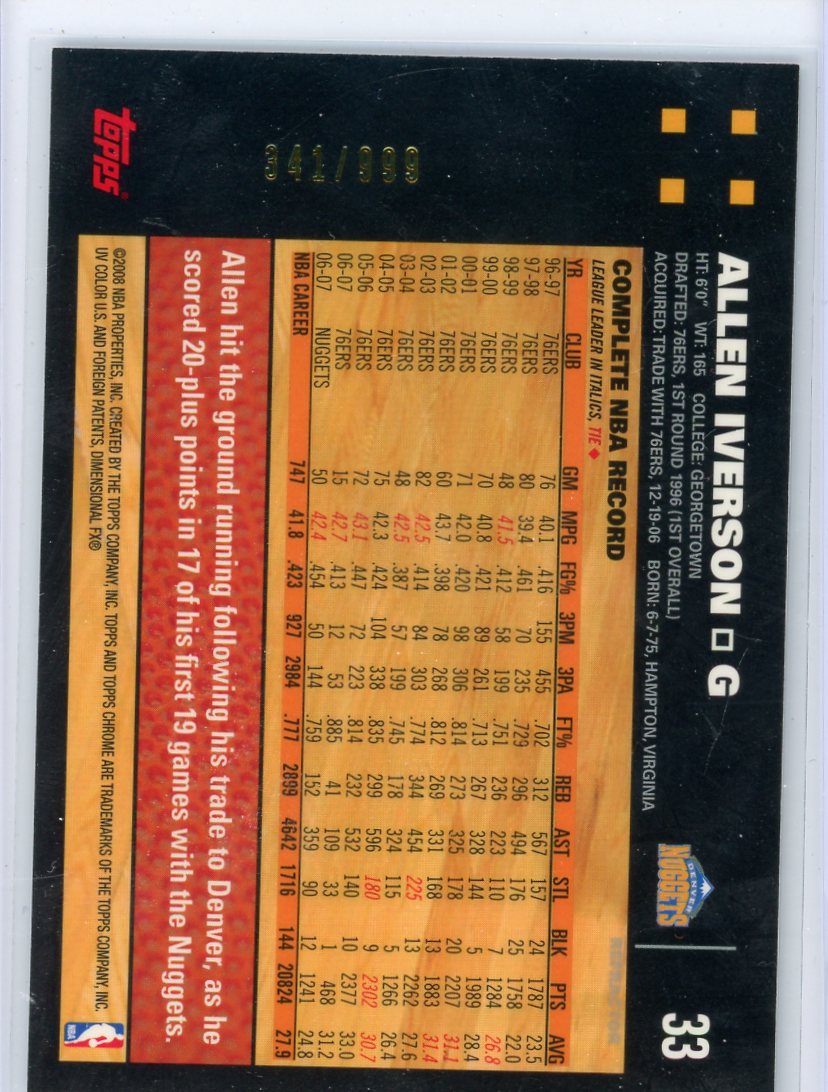 ALLEN IVERSON □ G
HT: 6'0" WT: 165 COLLEGE: GEORGETOWN
DRAFTED: 76ERS, 1ST ROUND 1996 (1ST OVERALL)
ACQUIRED: TRADE WITH 76ERS, 12-19-06 BORN: 6-7-75, HAMPTON, VIRGINIA
DENVER
NUGGETS
33
REFRACTOR
COMPLETE NBA RECORD
LEAGUE LEADER IN ITALICS, TIE ♦
YR CLUB GM MPG FG% 3PM 3PA FT% REB AST STL BLK PTS AVG
96-97 76ERS 76 40.1 .416 155 455 .702 312 567 157 24 1787 23.5
97-98 76ERS 80 39.4 .461 70 235 .729 296 494 176 25 1758 22.0
98-99 76ERS 48 41.5 .412 58 199 .751 236 223 110 7 1284 26.8
99-00 76ERS 70 40.8 .421 89 261 .713 267 328 144 5 1989 28.4
00-01 76ERS 71 42.0 .420 98 306 .814 273 325 178 20 2207 31.1
01-02 76ERS 60 43.7 .398 78 268 .812 269 331 168 13 1883 31.4
02-03 76ERS 82 42.5 .414 84 303 .774 344 454 225 13 2262 27.6
03-04 76ERS 48 42.5 .387 57 199 .745 178 324 115 5 1266 26.4
04-05 76ERS 75 42.3 .424 104 338 .835 299 596 180 9 2302 30.7
05-06 76ERS 72 43.1 .447 72 223 .814 232 532 140 10 2377 33.0
06-07 76ERS 15 42.7 .413 12 53 .885 41 109 33 1 468 31.2
06-07 NUGGETS 50 42.4 .454 50 144 .759 152 359 90 12 1241 24.8
NBA CAREER 747 41.8 .423 927 2984 .777 2899 4642 1716 144 20824 27.9
341/999
Allen hit the ground running following his trade to Denver, as he
scored 20-plus points in 17 of his first 19 games with the Nuggets.
topps®
©2008 NBA PROPERTIES, INC. CREATED BY THE TOPPS COMPANY, INC. TOPPS AND TOPPS CHROME ARE TRADEMARKS OF THE TOPPS COMPANY, INC.
UV COLOR U.S. AND FOREIGN PATENTS, DIMENSIONAL FX®
NBA